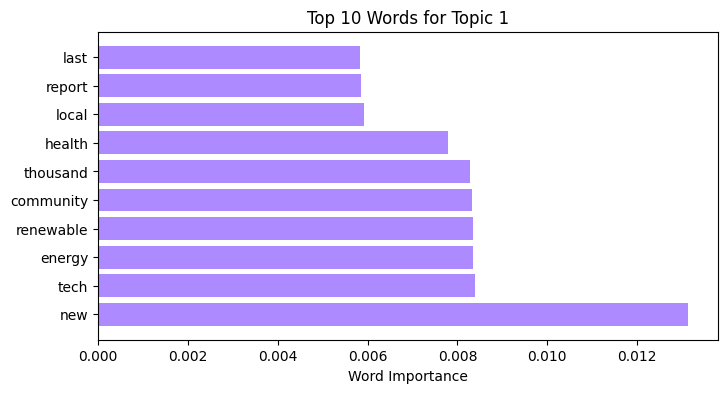 Top 10 Words for Topic 1
last
report
local
health
thousand
community
renewable
energy
tech
new
0.000 0.002 0.004 0.006 0.008 0.010 0.012
Word Importance